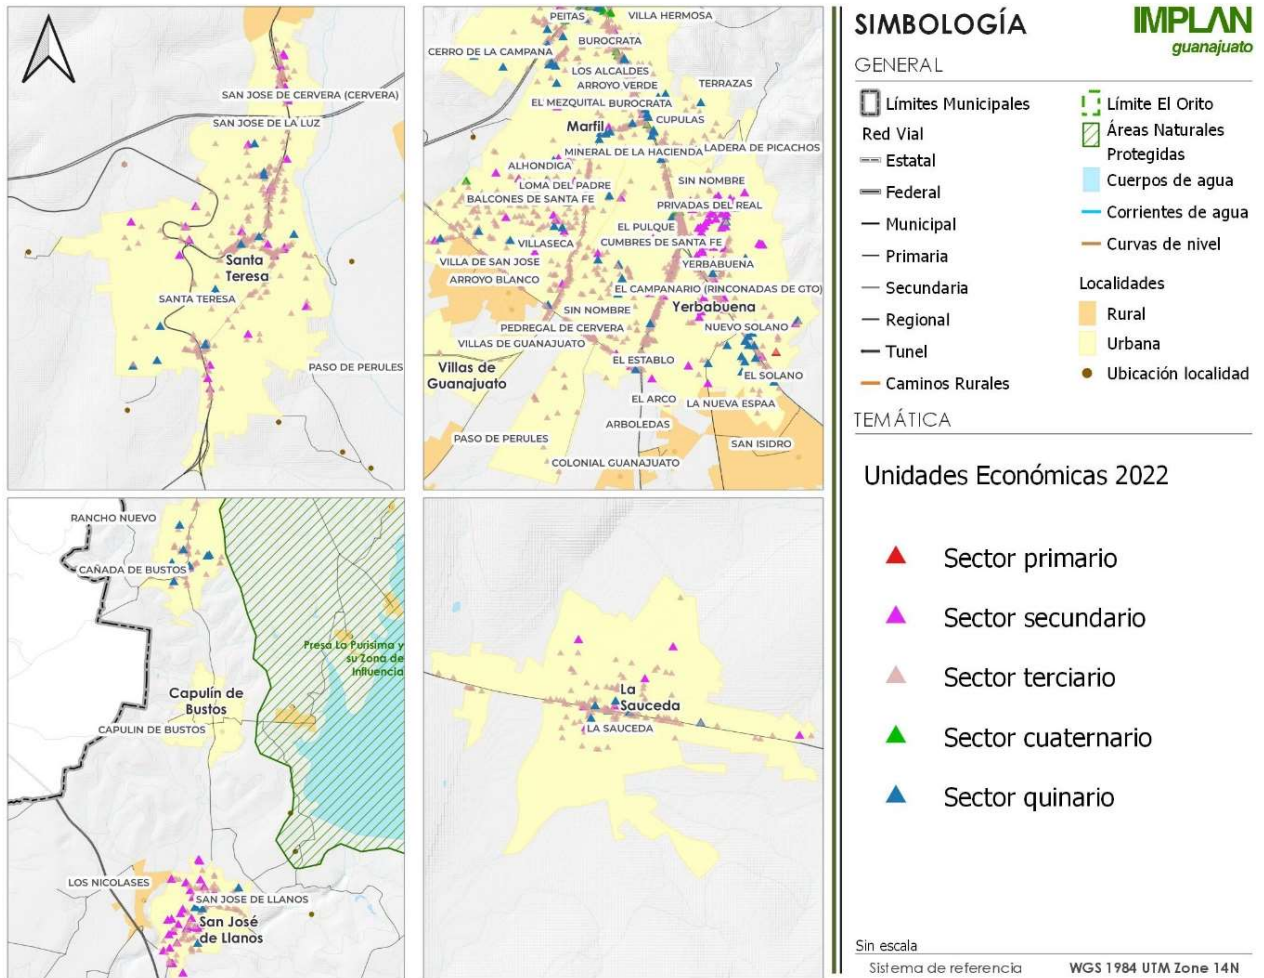 SAN JOSE DE CERVERA (CERVERA)
SAN JOSE DE LA LUZ
Santa
Teresa
SANTA TERESA
PASO DE PERULES
PEITAS
VILLA HERMOSA
BUROCRATA
CERRO DE LA CAMPANA
LOS ALCALDES
ARROYO VERDE
TERRAZAS
EL MEZQUITAL
BUROCRATA
CUPULAS
Marfil
MINERAL DE LA HACIENDA
LADERA DE PICACHOS
ALHONDIGA
LOMA DEL PADRE
SIN NOMBRE
BALCONES DE SANTA FE
PRIVADAS DEL REAL
EL PULQUE
VILLASECA
CUMBRES DE SANTA FE
VILLA DE SAN JOSE
YERBABUENA
ARROYO BLANCO
EL CAMPANARIO (RINCONADAS DE GTO)
SIN NOMBRE
Yerbabuena
PEDREGAL DE CERVERA
NUEVO SOLANO
VILLAS DE GUANAJUATO
EL ESTABLO
Villas de
Guanajuato
EL SOLANO
EL ARCO
LA NUEVA ESPAA
ARBOLEDAS
PASO DE PERULES
SAN ISIDRO
COLONIAL GUANAJUATO
RANCHO NUEVO
CAÑADA DE BUSTOS
Presa La Purisima y
su Zona de
Influencia
Capulín de
Bustos
CAPULIN DE BUSTOS
LOS NICOLASES
SAN JOSE DE LLANOS
San José
de Llanos
La
Sauceda
LA SAUCEDA
SIMBOLOGÍA
IMPLAN
guanajuato
GENERAL
Límites Municipales
Red Vial
Estatal
Federal
Municipal
Primaria
Secundaria
Regional
Tunel
Caminos Rurales
Límite El Orito
Áreas Naturales
Protegidas
Cuerpos de agua
Corrientes de agua
Curvas de nivel
Localidades
Rural
Urbana
Ubicación localidad
TEMÁTICA
Unidades Económicas 2022
Sector primario
Sector secundario
Sector terciario
Sector cuaternario
Sector quinario
Sin escala
Sistema de referencia WGS 1984 UTM Zone 14N